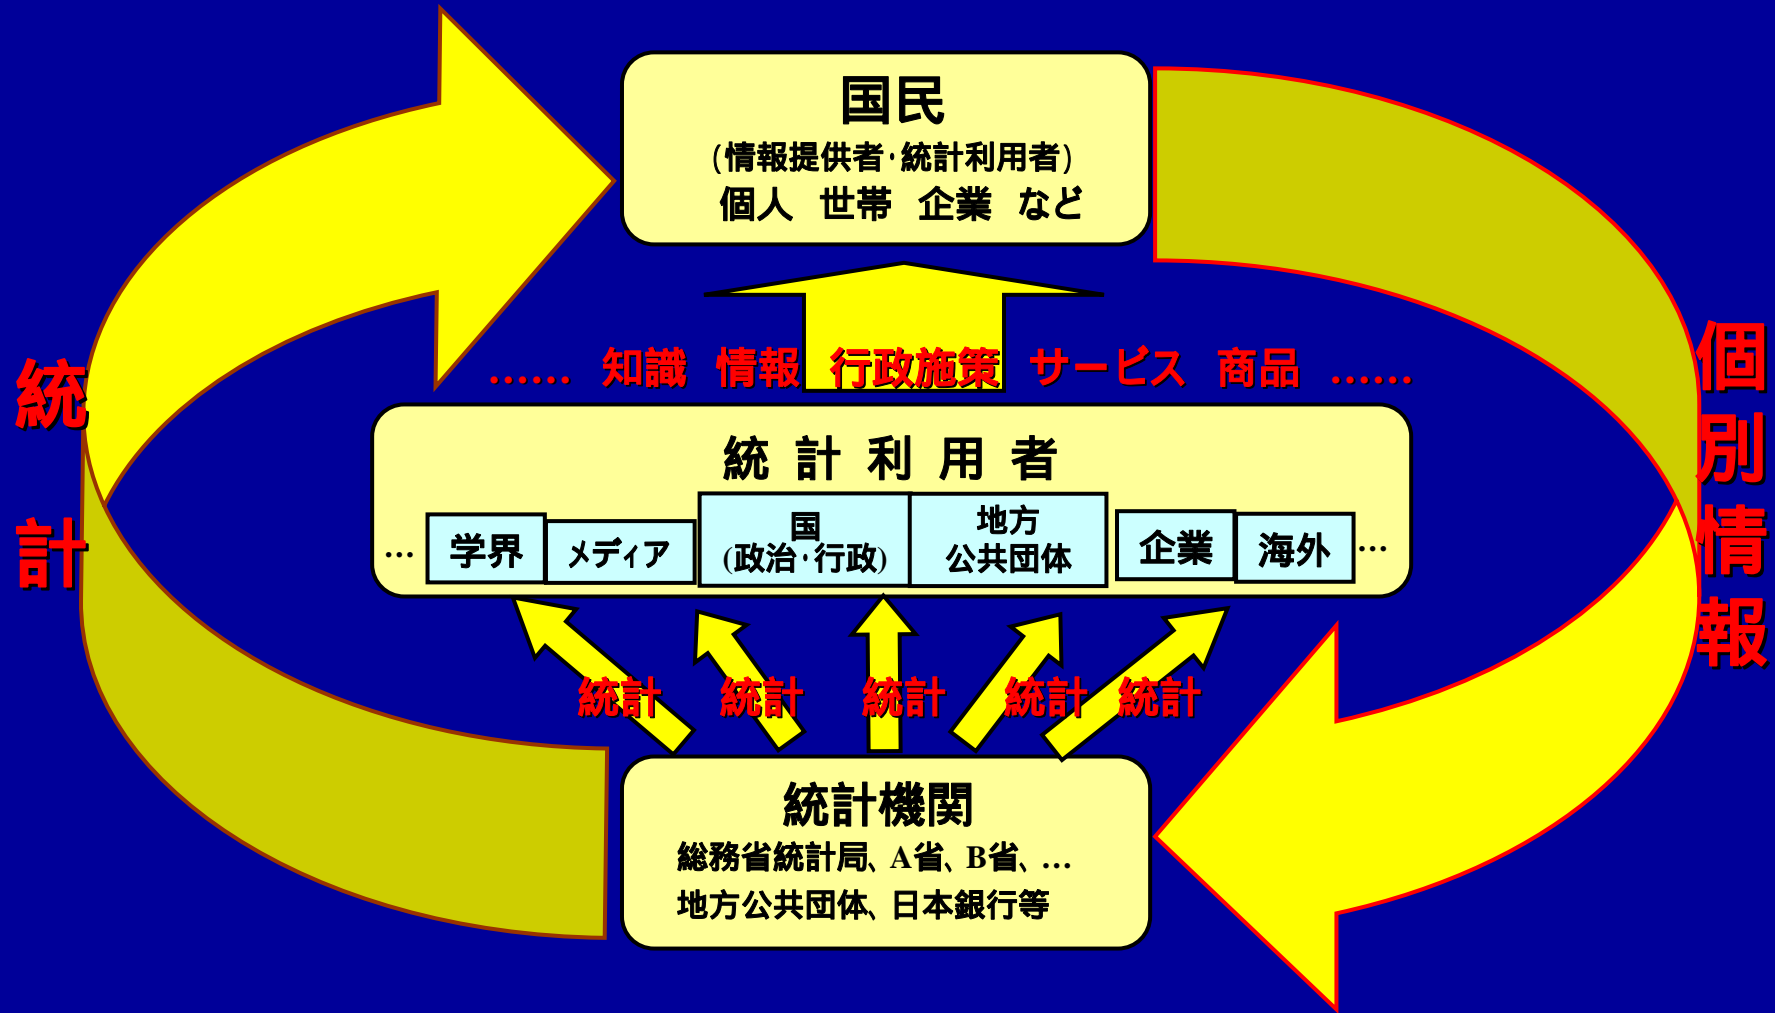 国民
(情報提供者･統計利用者)
個人 世帯 企業 など
…… 知識 情報 行政施策 サービス 商品 ……
統計
個別情報
統計利用者
… 学界 メディア 国 (政治･行政) 地方 公共団体 企業 海外 …
統計 統計 統計 統計 統計
統計機関
総務省統計局、A省、B省、…
地方公共団体、日本銀行等